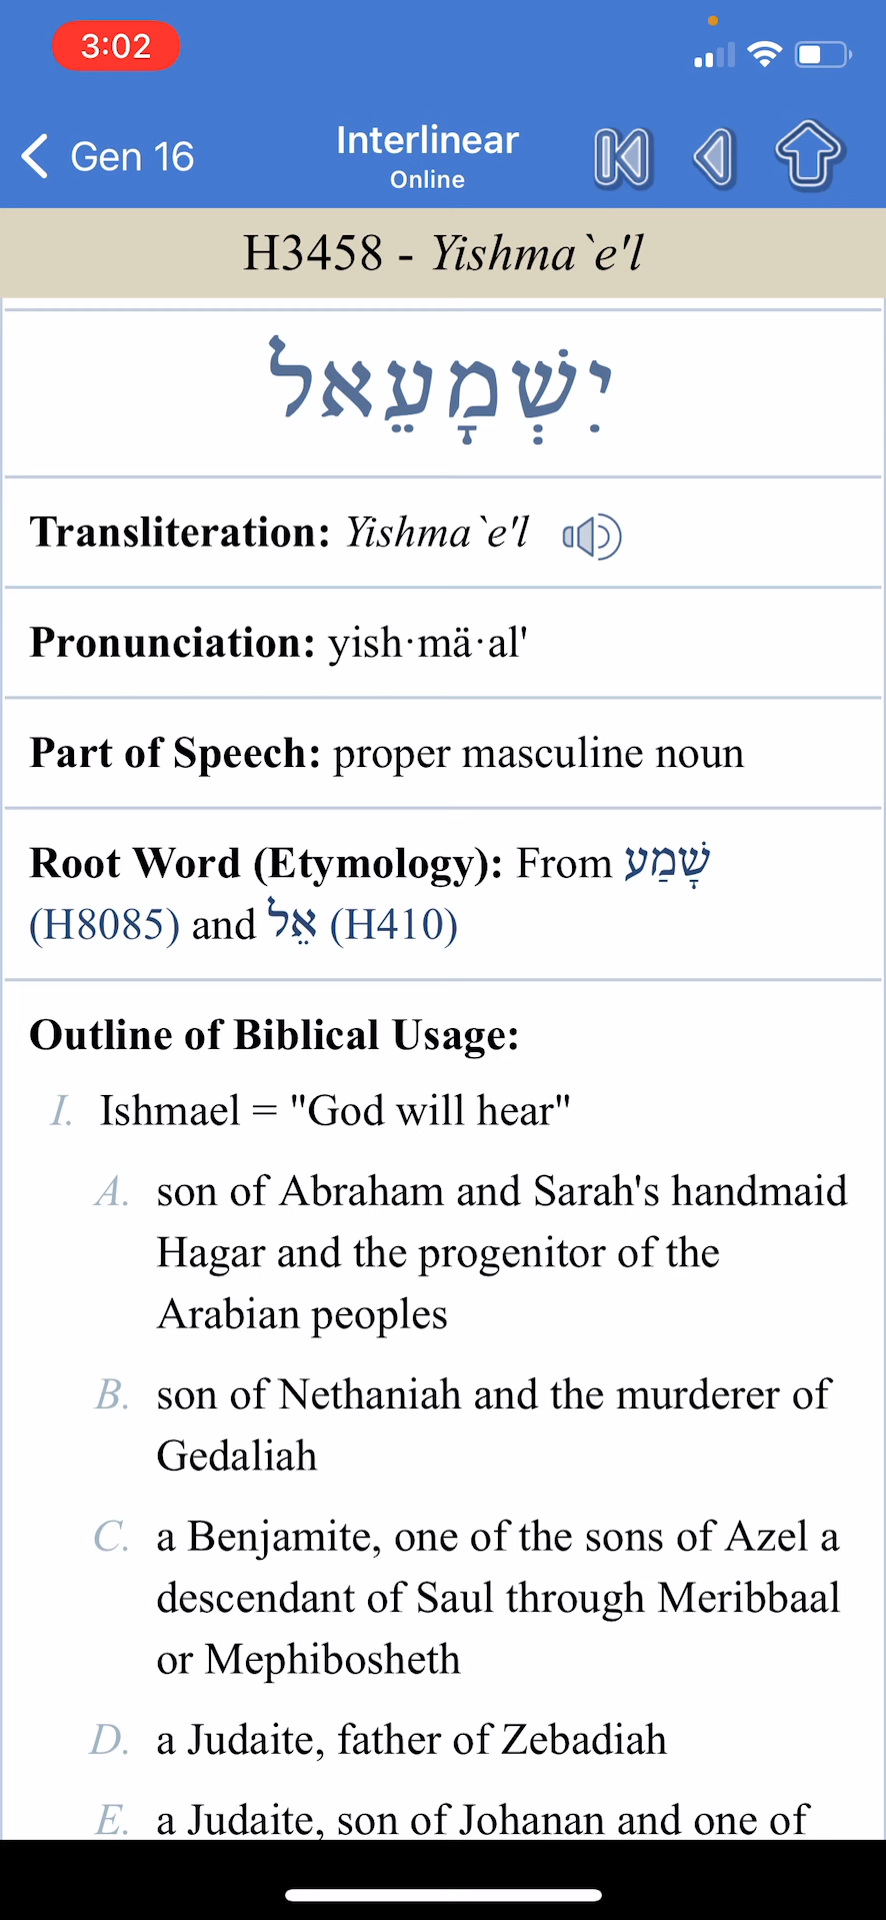 3:02
Gen 16
Interlinear
Online
H3458 - Yishma`e'l
יִשְׁמָעֵאל
Transliteration: Yishma`e'l
Pronunciation: yish·mä·al'
Part of Speech: proper masculine noun
Root Word (Etymology): From שָׁמַע
(H8085) and אֵל (H410)
Outline of Biblical Usage:
I. Ishmael = "God will hear"
A. son of Abraham and Sarah's handmaid
Hagar and the progenitor of the
Arabian peoples
B. son of Nethaniah and the murderer of
Gedaliah
C. a Benjamite, one of the sons of Azel a
descendant of Saul through Meribbaal
or Mephibosheth
D. a Judaite, father of Zebadiah
E. a Judaite, son of Johanan and one of